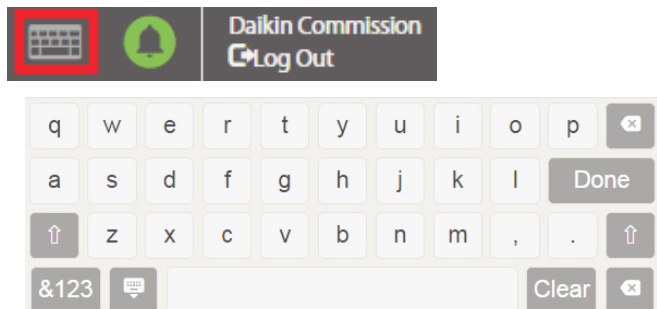 Daikin Commission
Log Out
q w e r t y u i o p
a s d f g h j k l Done
z x c v b n m , .
&123 Clear